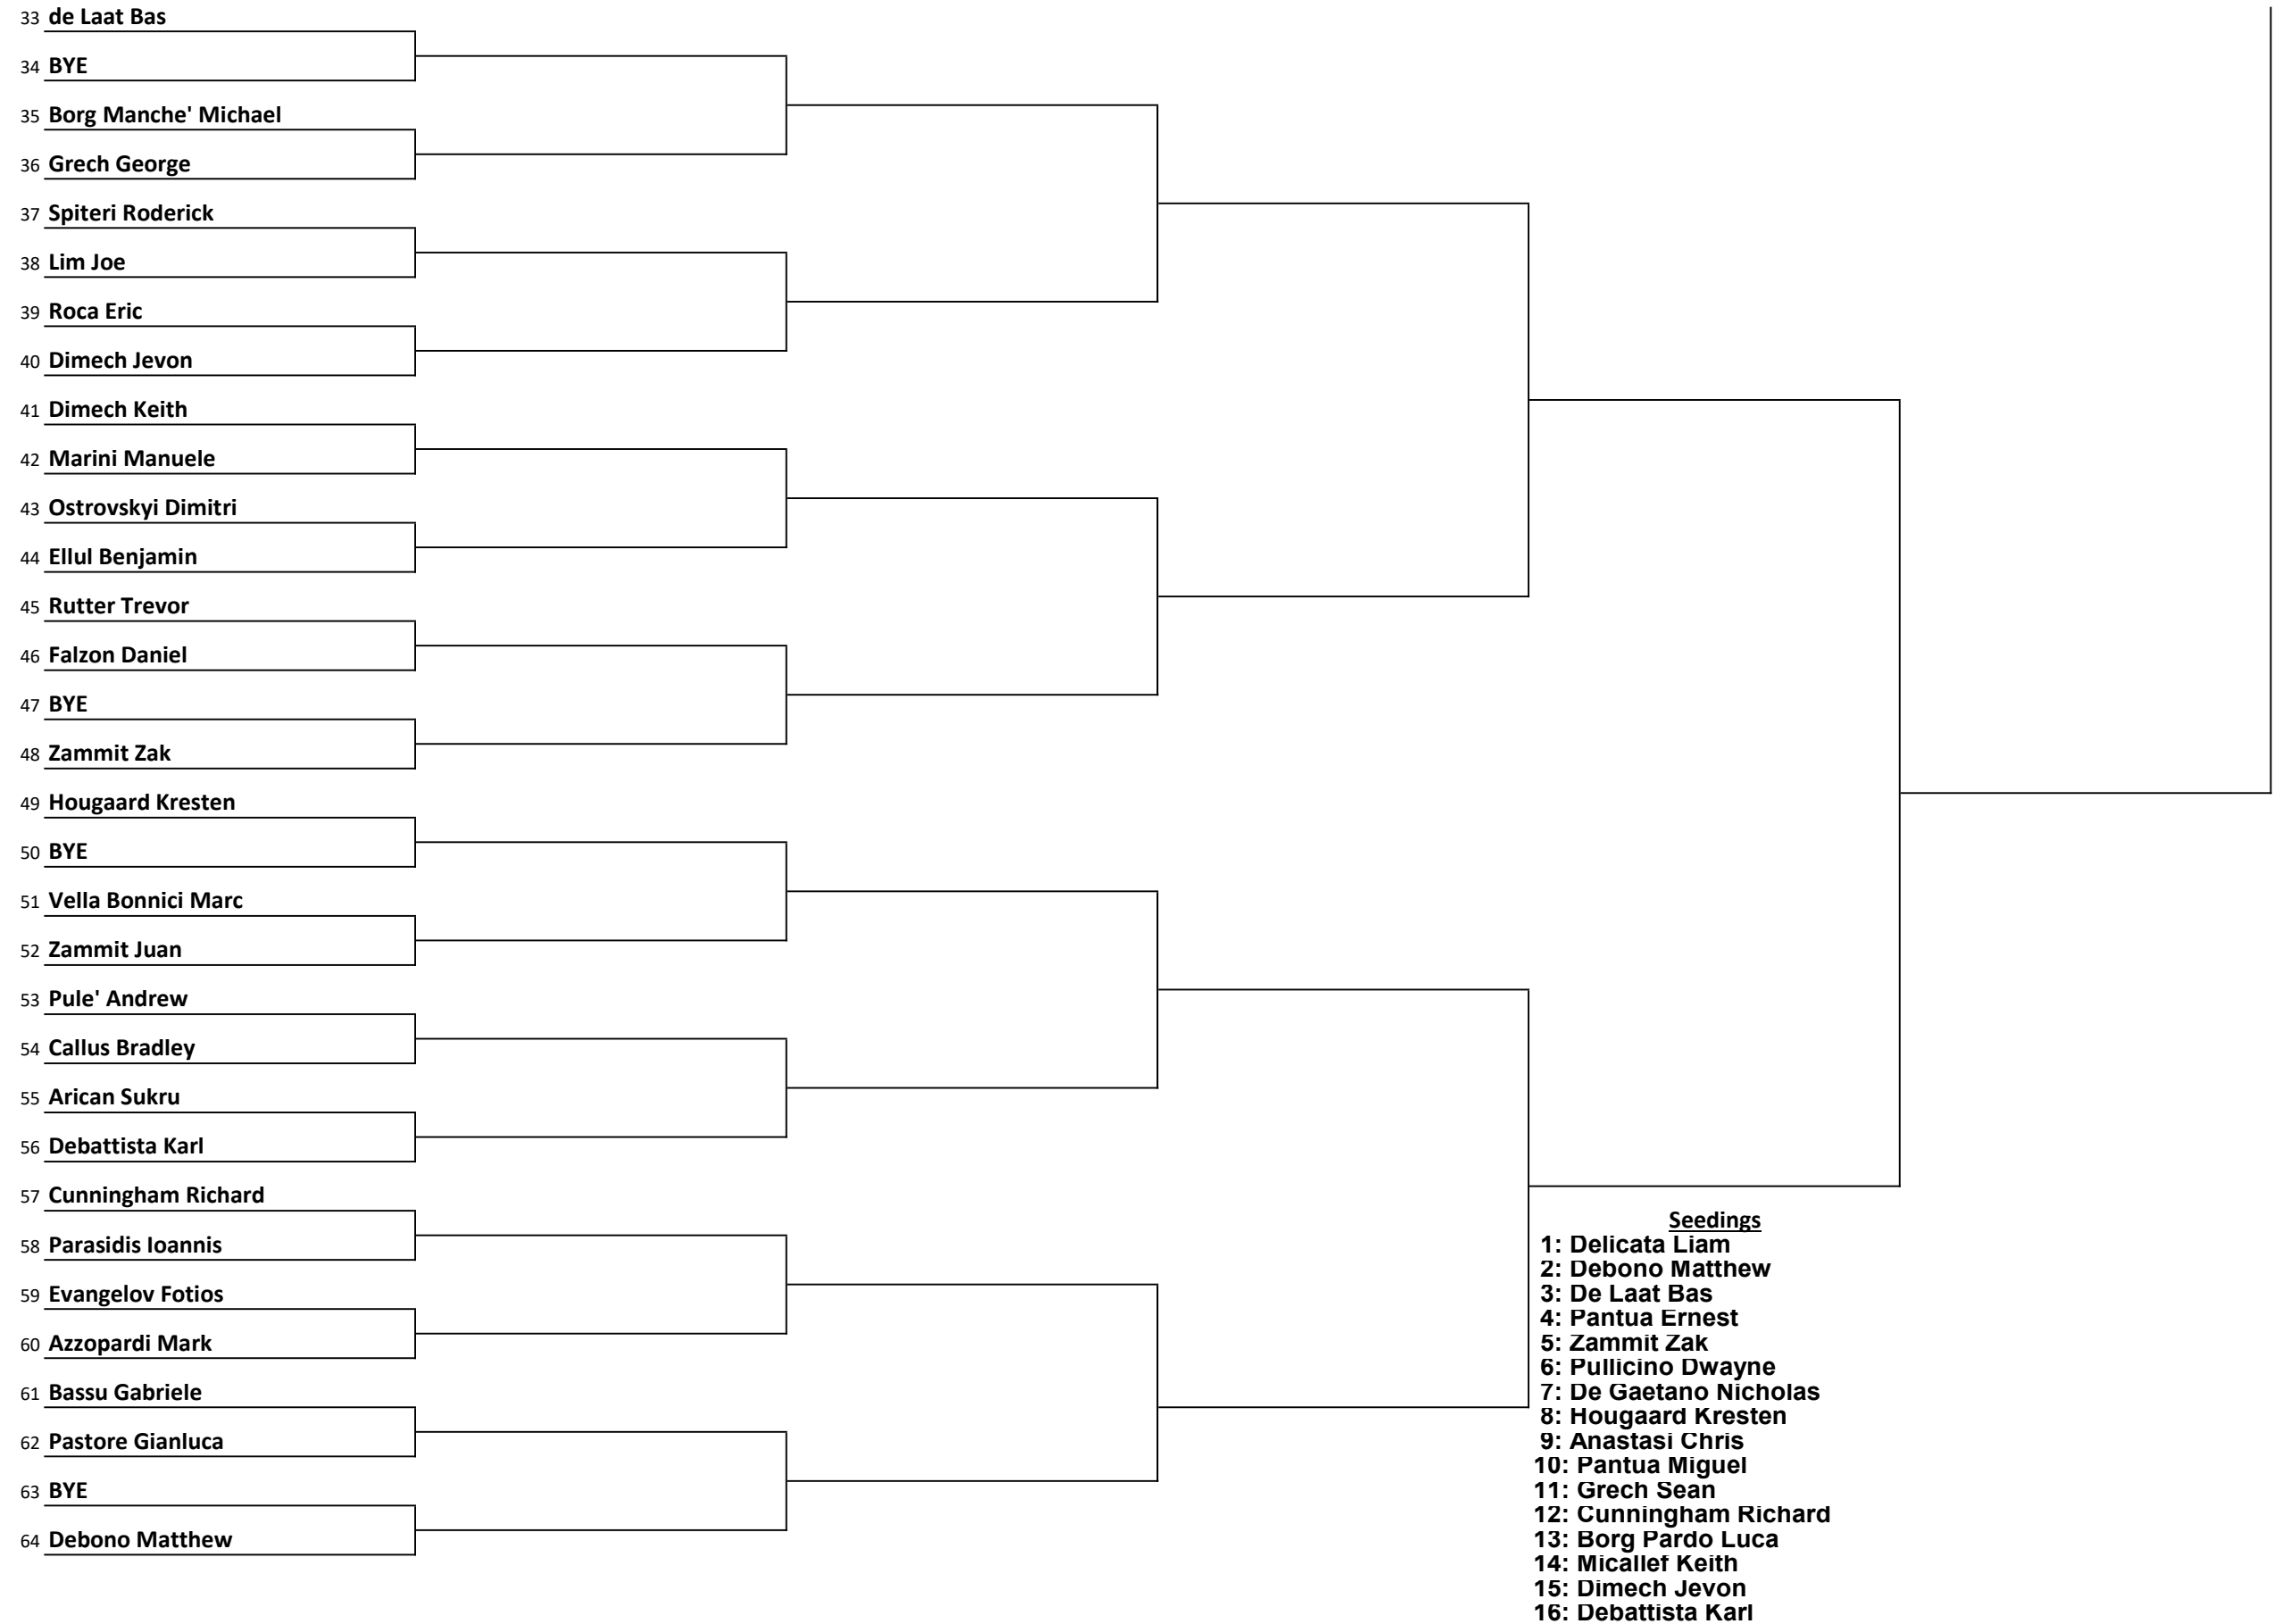 33 de Laat Bas
34 BYE
35 Borg Manche' Michael
36 Grech George
37 Spiteri Roderick
38 Lim Joe
39 Roca Eric
40 Dimech Jevon
41 Dimech Keith
42 Marini Manuele
43 Ostrovskyi Dimitri
44 Ellul Benjamin
45 Rutter Trevor
46 Falzon Daniel
47 BYE
48 Zammit Zak
49 Hougaard Kresten
50 BYE
51 Vella Bonnici Marc
52 Zammit Juan
53 Pule' Andrew
54 Callus Bradley
55 Arican Sukru
56 Debattista Karl
57 Cunningham Richard
58 Parasidis Ioannis
59 Evangelov Fotios
60 Azzopardi Mark
61 Bassu Gabriele
62 Pastore Gianluca
63 BYE
64 Debono Matthew
Seedings
1: Delicata Liam
2: Debono Matthew
3: De Laat Bas
4: Pantua Ernest
5: Zammit Zak
6: Pullicino Dwayne
7: De Gaetano Nicholas
8: Hougaard Kresten
9: Anastasi Chris
10: Pantua Miguel
11: Grech Sean
12: Cunningham Richard
13: Borg Pardo Luca
14: Micallef Keith
15: Dimech Jevon
16: Debattista Karl